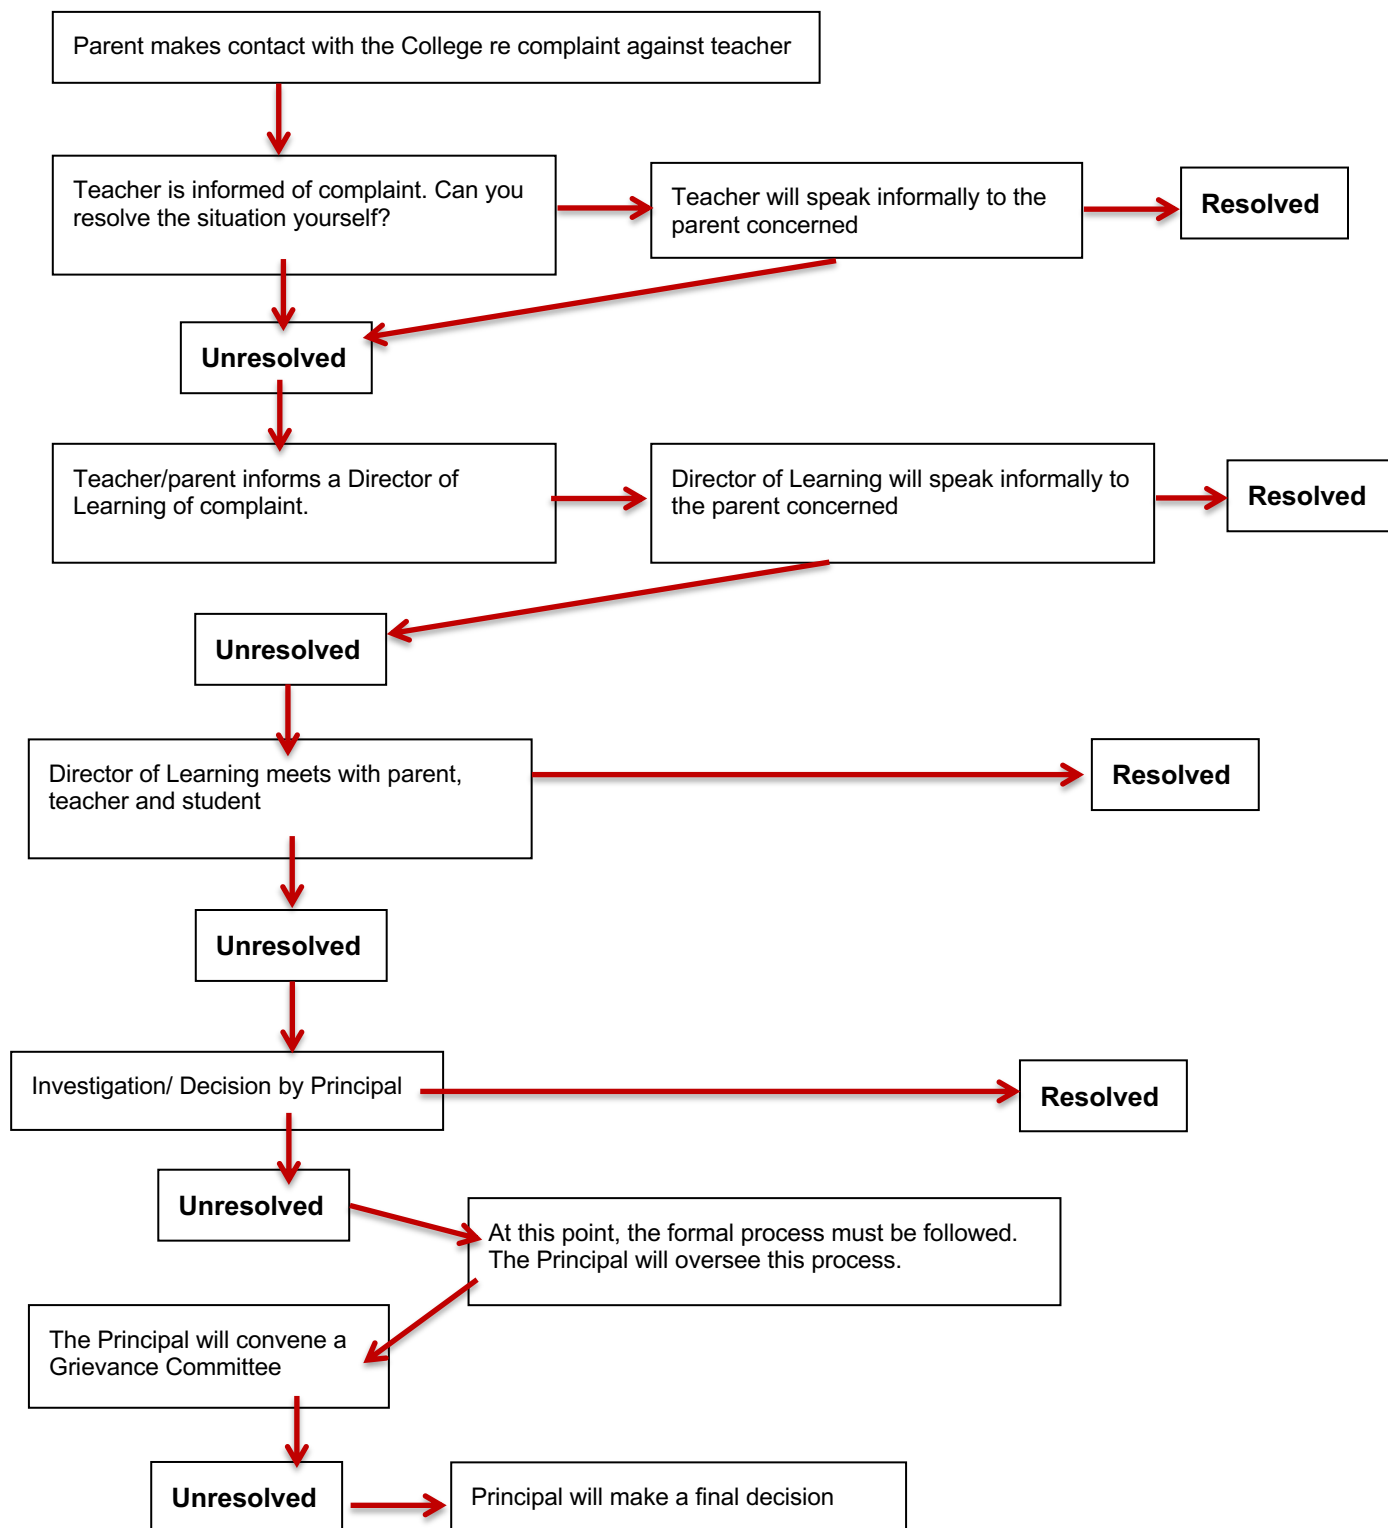 Parent makes contact with the College re complaint against teacher
Teacher is informed of complaint. Can you
resolve the situation yourself?
Teacher will speak informally to the
parent concerned
Resolved
Unresolved
Teacher/parent informs a Director of
Learning of complaint.
Director of Learning will speak informally to
the parent concerned
Resolved
Unresolved
Director of Learning meets with parent,
teacher and student
Resolved
Unresolved
Investigation/ Decision by Principal
Resolved
Unresolved
At this point, the formal process must be followed.
The Principal will oversee this process.
The Principal will convene a
Grievance Committee
Unresolved
Principal will make a final decision